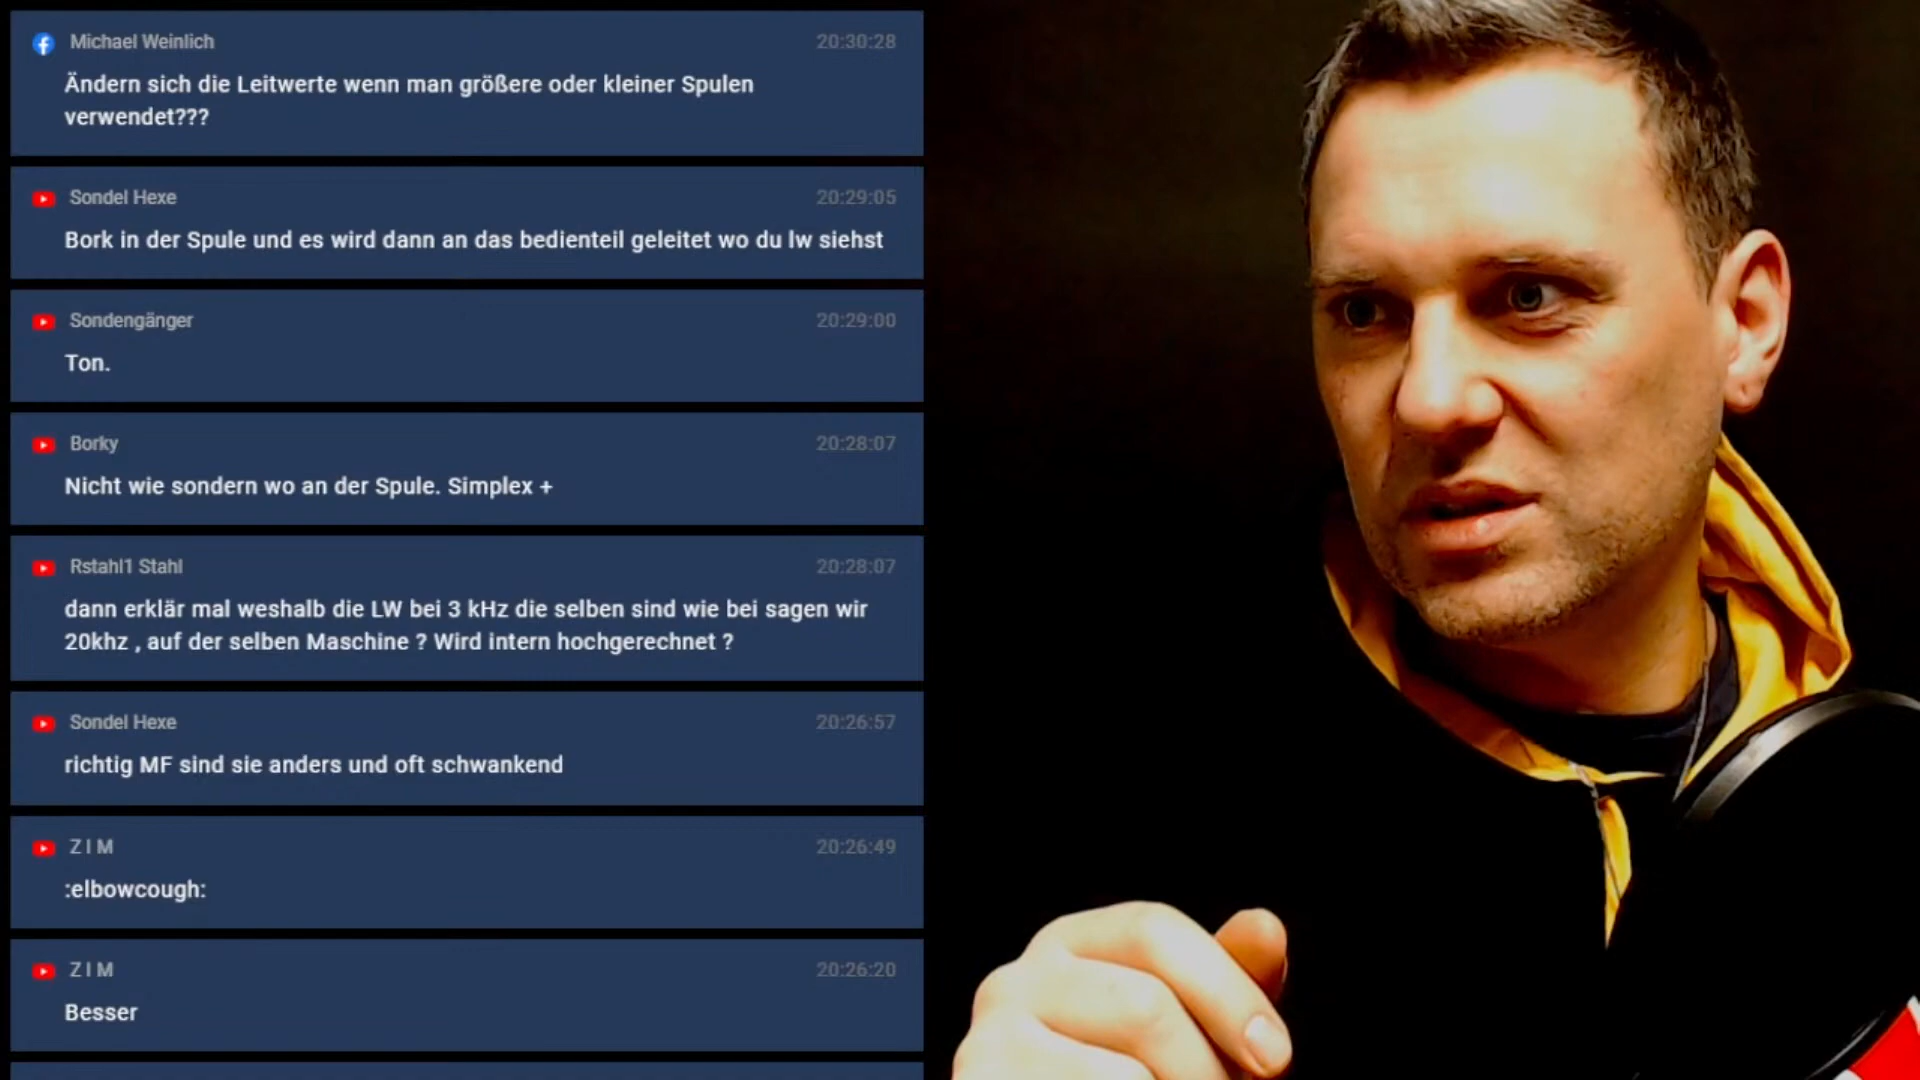 Michael Weinlich 20:30:28
Ändern sich die Leitwerte wenn man größere oder kleiner Spulen
verwendet???
Sondel Hexe 20:29:05
Bork in der Spule und es wird dann an das bedienteil geleitet wo du lw siehst
Sondengänger 20:29:00
Ton.
Borky 20:28:07
Nicht wie sondern wo an der Spule. Simplex +
Rstahl1 Stahl 20:28:07
dann erklär mal weshalb die LW bei 3 kHz die selben sind wie bei sagen wir
20khz , auf der selben Maschine ? Wird intern hochgerechnet ?
Sondel Hexe 20:26:57
richtig MF sind sie anders und oft schwankend
Z I M 20:26:49
:elbowcough:
Z I M 20:26:20
Besser